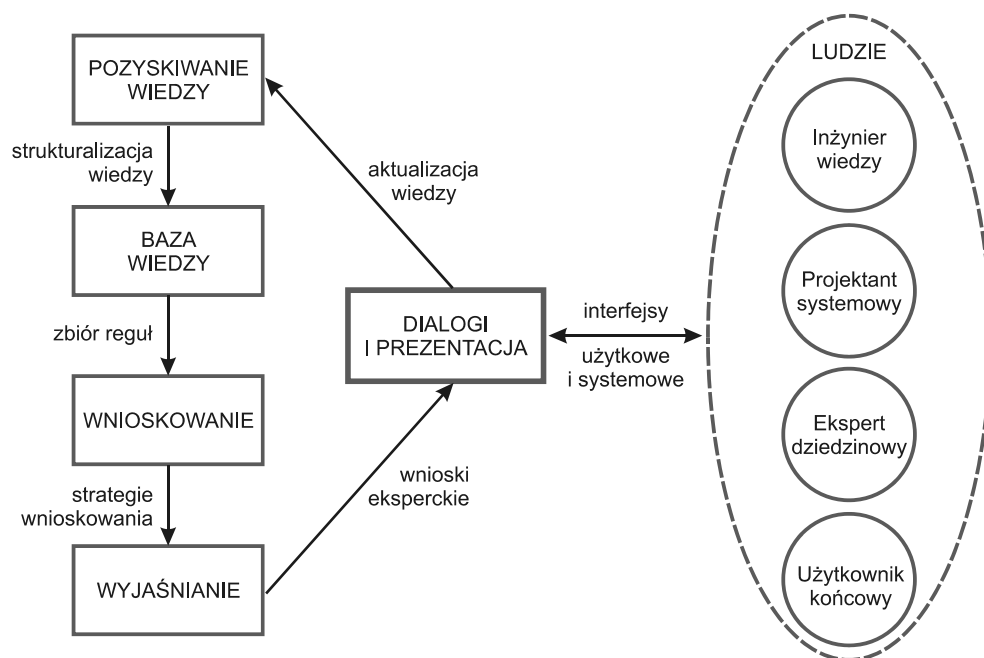 POZYSKIWANIE
WIEDZY
strukturalizacja
wiedzy
BAZA
WIEDZY
zbiór reguł
WNIOSKOWANIE
strategie
wnioskowania
WYJAŚNIANIE
aktualizacja
wiedzy
DIALOGI
I PREZENTACJA
wnioski
eksperckie
interfejsy
użytkowe
i systemowe
LUDZIE
Inżynier
wiedzy
Projektant
systemowy
Ekspert
dziedzinowy
Użytkownik
końcowy